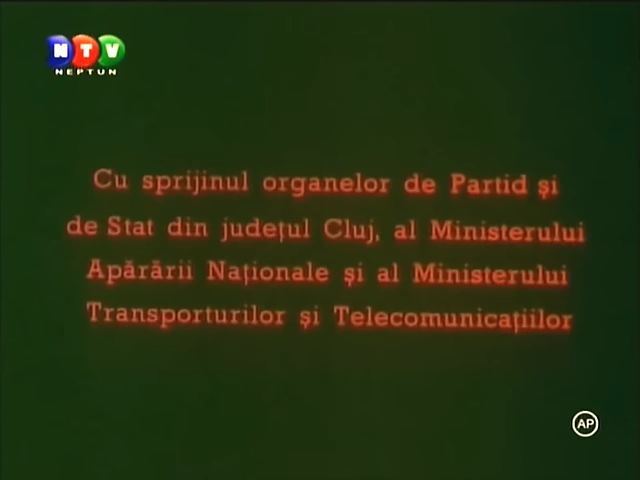 NTV
NEPTUN
Cu sprijinul organelor de Partid și
de Stat din județul Cluj, al Ministerului
Apărării Naționale și al Ministerului
Transporturilor și Telecomunicațiilor
AP